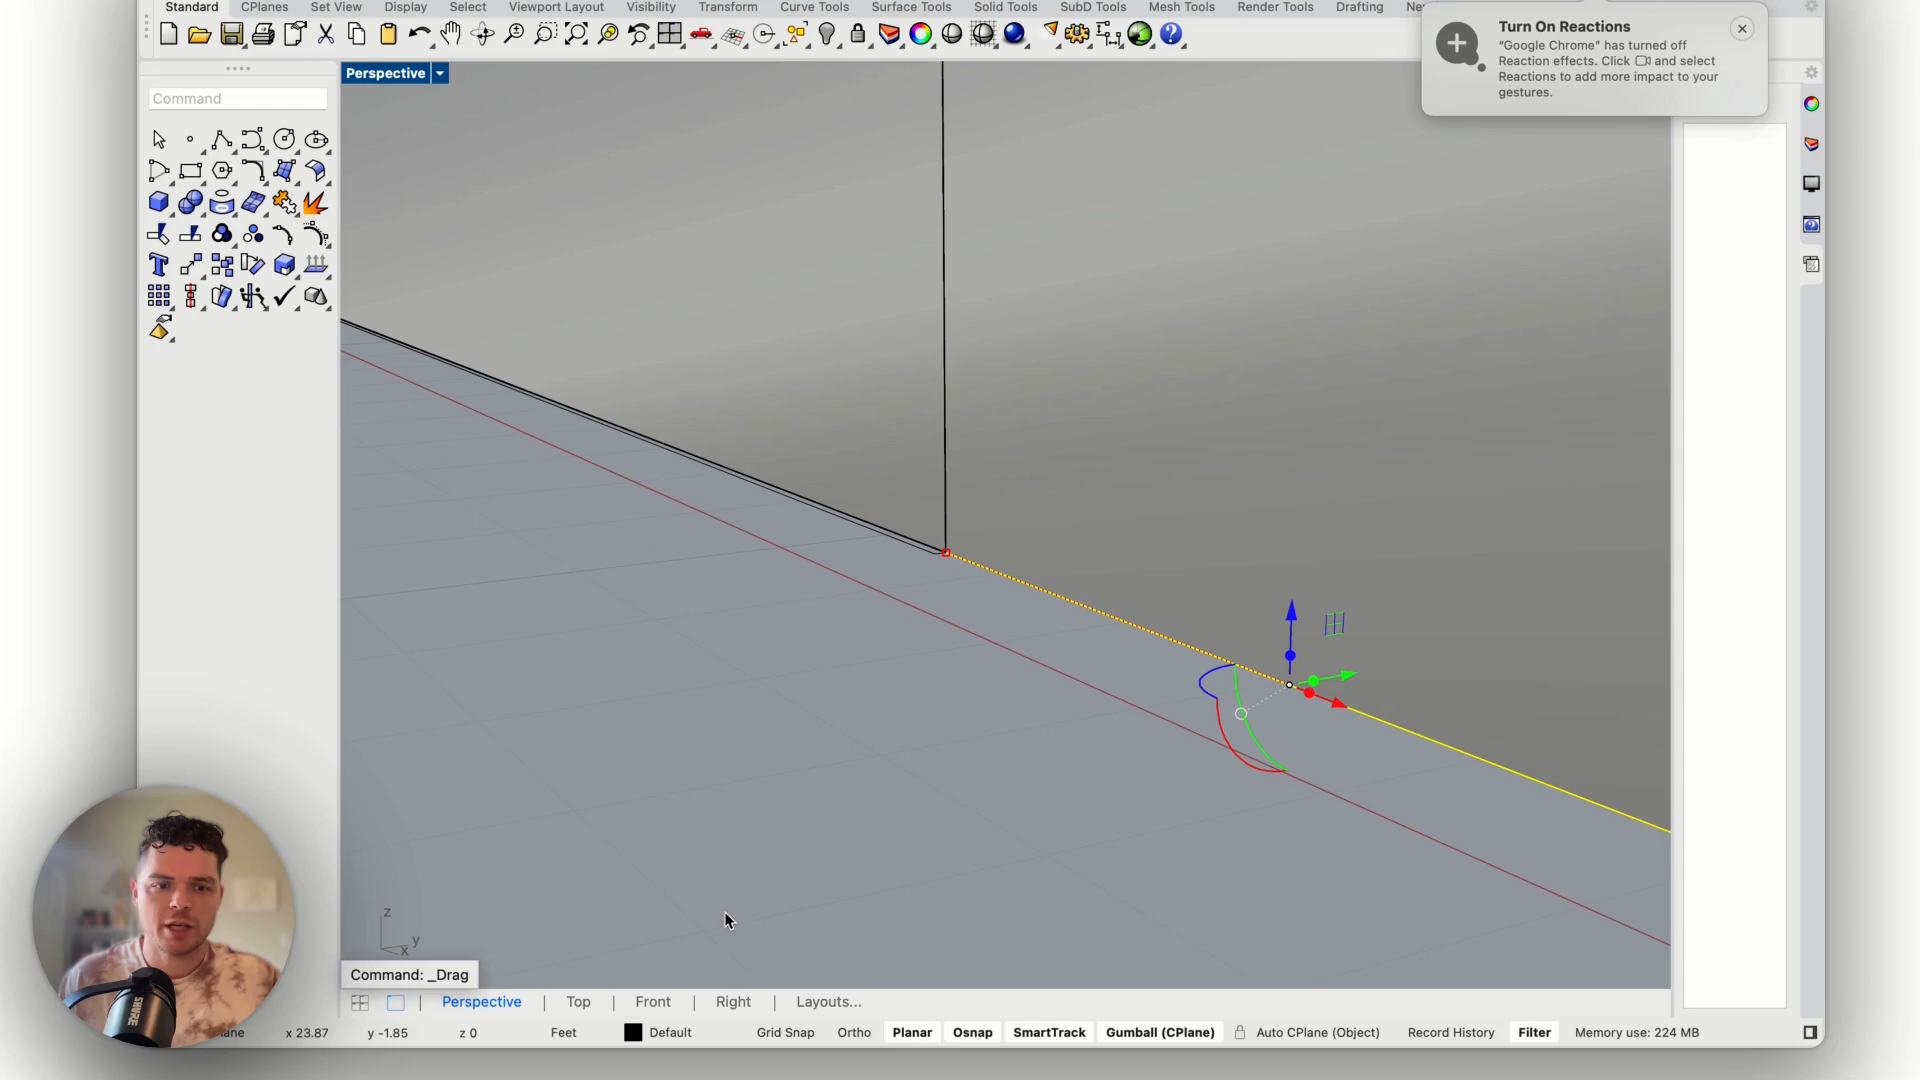 Standard CPlanes Set View Display Select Viewport Layout Visibility Transform Curve Tools Surface Tools Solid Tools SubD Tools Mesh Tools Render Tools Drafting
Turn On Reactions
“Google Chrome” has turned off
Reaction effects. Click and select
Reactions to add more impact to your
gestures.
Perspective
Command
z
y
x
Command: _Drag
Perspective | Top | Front | Right | Layouts...
x 23.87 y -1.85 z 0 Feet Default Grid Snap Ortho Planar Osnap SmartTrack Gumball (CPlane) Auto CPlane (Object) Record History Filter Memory use: 224 MB
SHURE